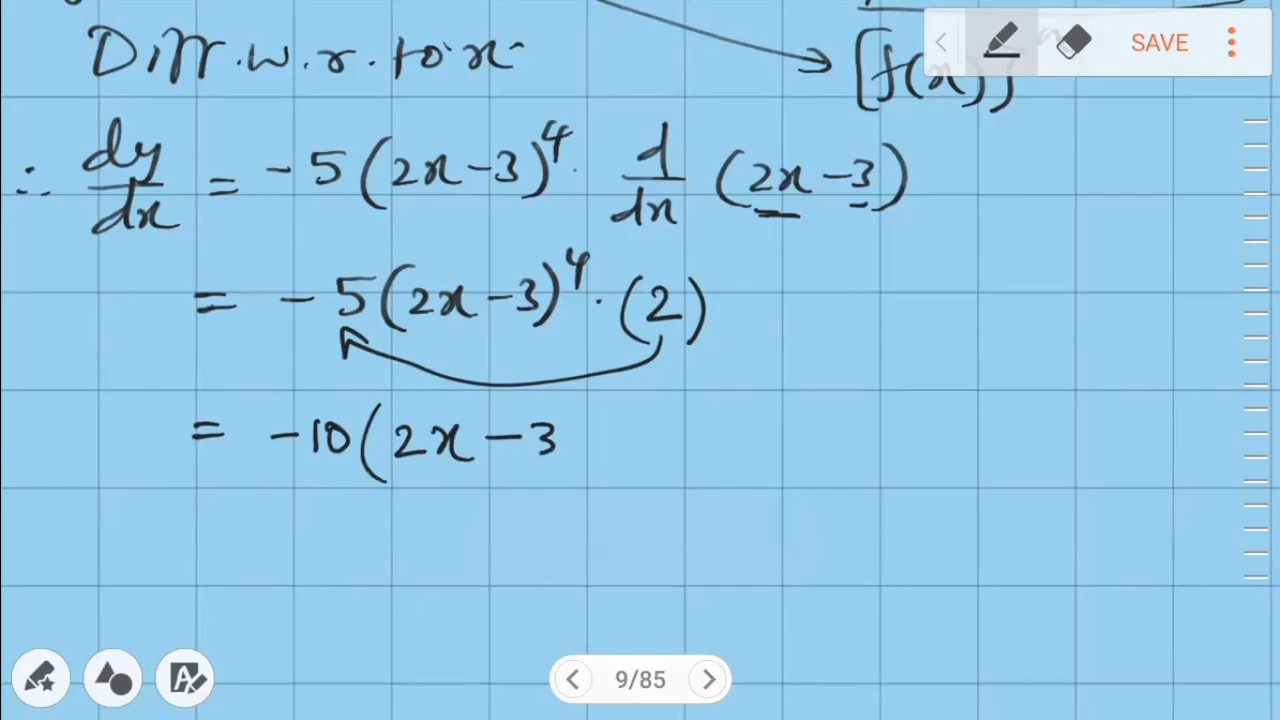 Diff. w. r. to x
[f(x)]
SAVE
∴ dy/dx = -5(2x-3)^4 . d/dx (2x-3)
= -5(2x-3)^4 . (2)
= -10(2x-3
9/85